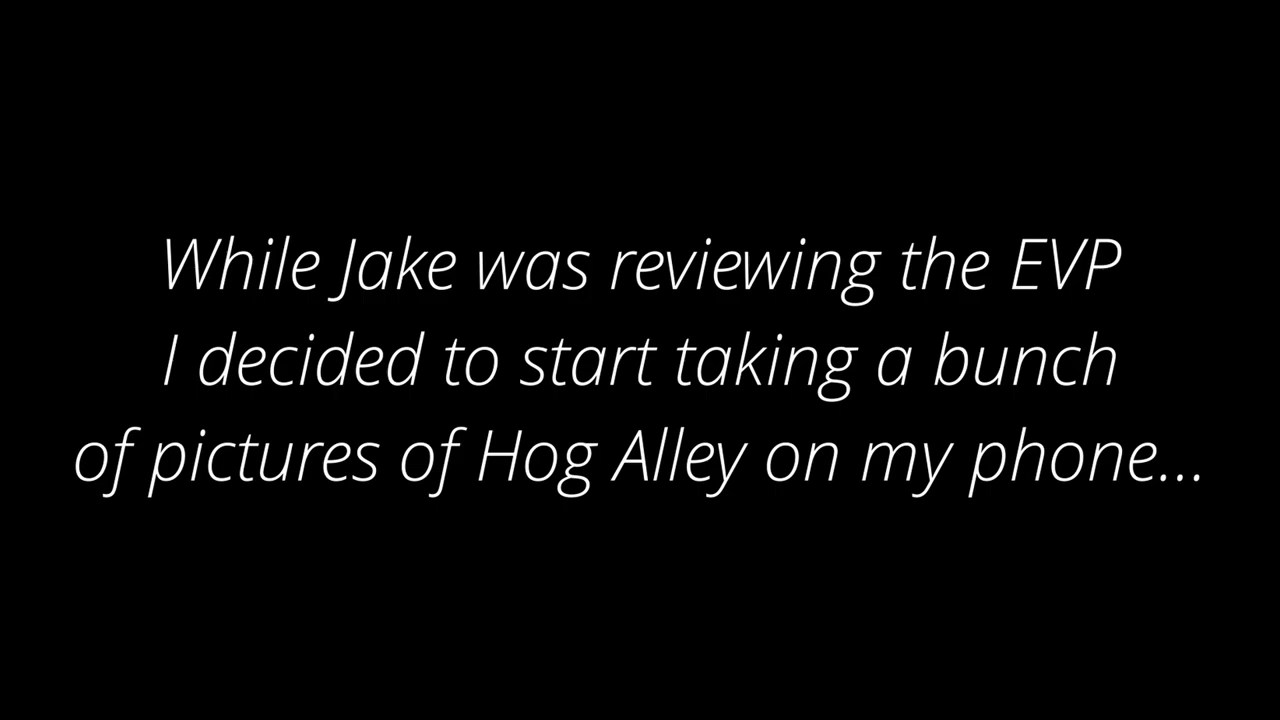 While Jake was reviewing the EVP
I decided to start taking a bunch
of pictures of Hog Alley on my phone...